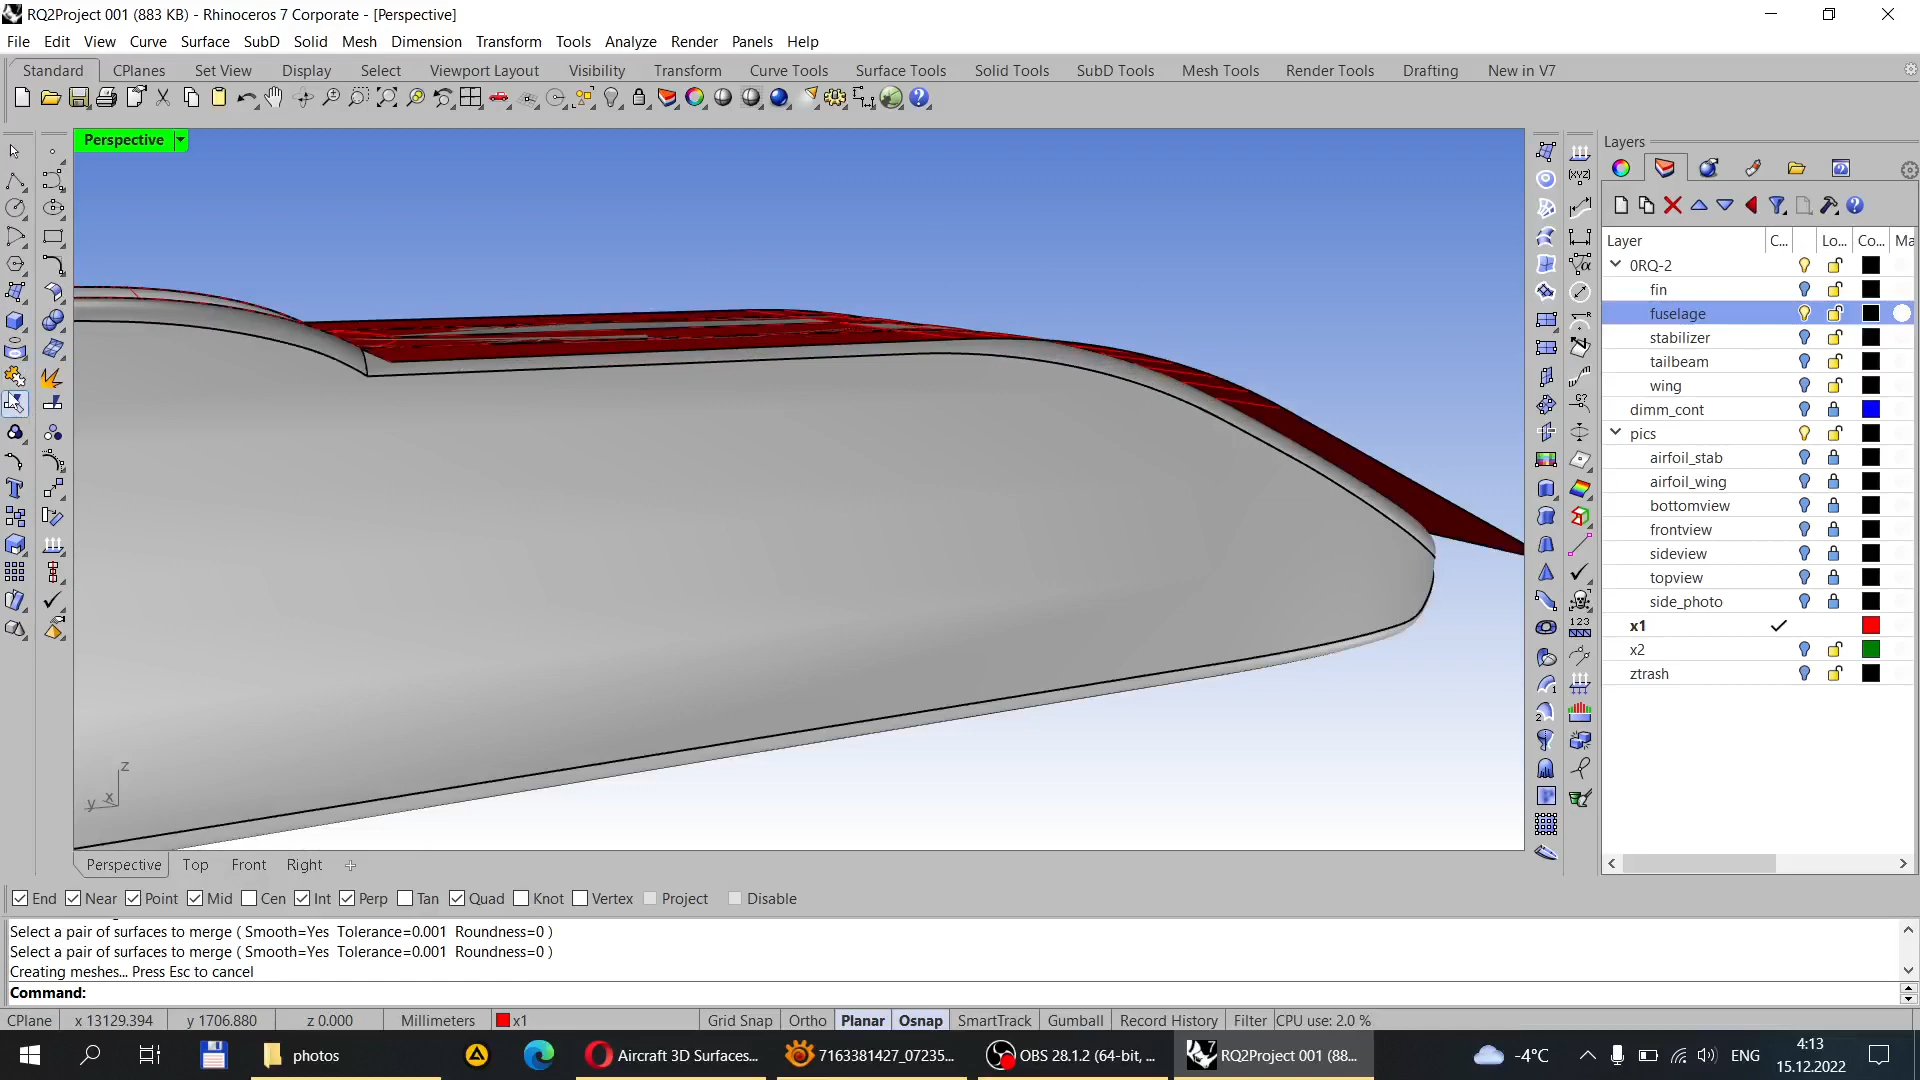 RQ2Project 001 (883 KB) - Rhinoceros 7 Corporate - [Perspective]
File Edit View Curve Surface SubD Solid Mesh Dimension Transform Tools Analyze Render Panels Help
Standard CPlanes Set View Display Select Viewport Layout Visibility Transform Curve Tools Surface Tools Solid Tools SubD Tools Mesh Tools Render Tools Drafting New in V7
Perspective
Layers
Layer C... Lo... Co... Ma
0RQ-2
fin
fuselage
stabilizer
tailbeam
wing
dimm_cont
pics
airfoil_stab
airfoil_wing
bottomview
frontview
sideview
topview
side_photo
x1
x2
ztrash
z
y x
Perspective Top Front Right
End Near Point Mid Cen Int Perp Tan Quad Knot Vertex Project Disable
Select a pair of surfaces to merge ( Smooth=Yes Tolerance=0.001 Roundness=0 )
Select a pair of surfaces to merge ( Smooth=Yes Tolerance=0.001 Roundness=0 )
Creating meshes... Press Esc to cancel
Command:
CPlane x 13129.394 y 1706.880 z 0.000 Millimeters x1 Grid Snap Ortho Planar Osnap SmartTrack Gumball Record History Filter CPU use: 2.0 %
photos Aircraft 3D Surfaces... 7163381427_07235... OBS 28.1.2 (64-bit, ... RQ2Project 001 (88... -4°C ENG 4:13
15.12.2022